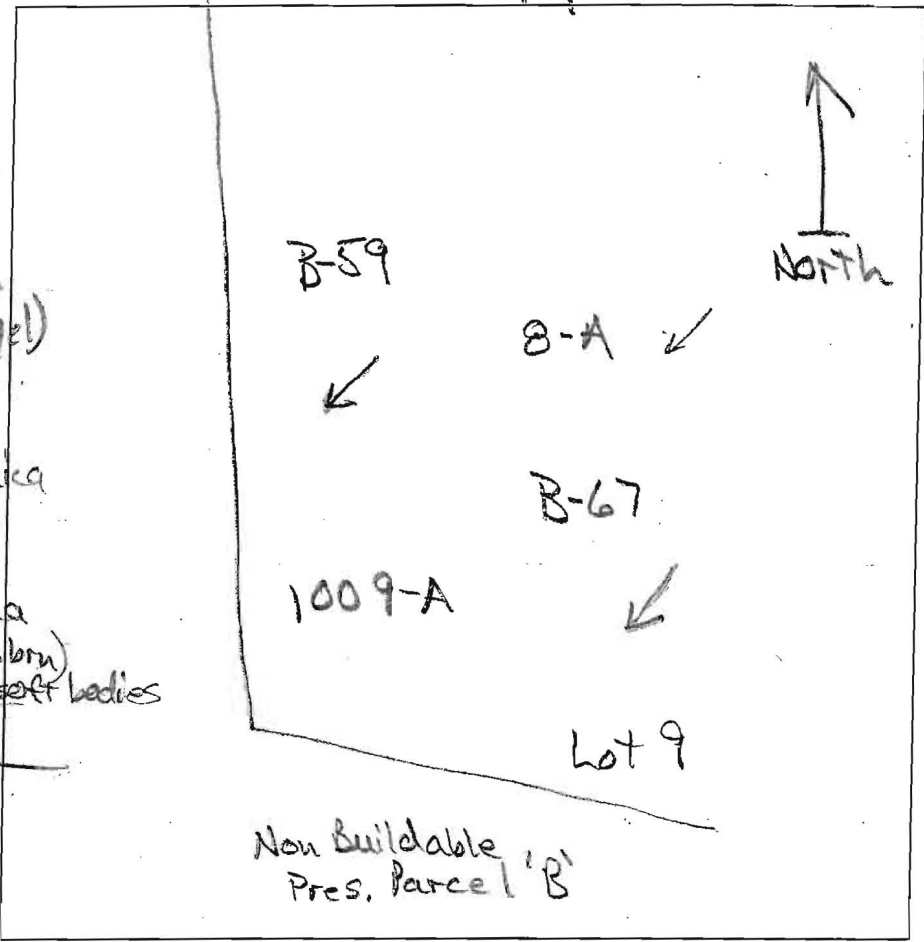 North
B-59
8-A
B-67
1009-A
soft bodies
Lot 9
Non Buildable
Pres. Parcel 'B'